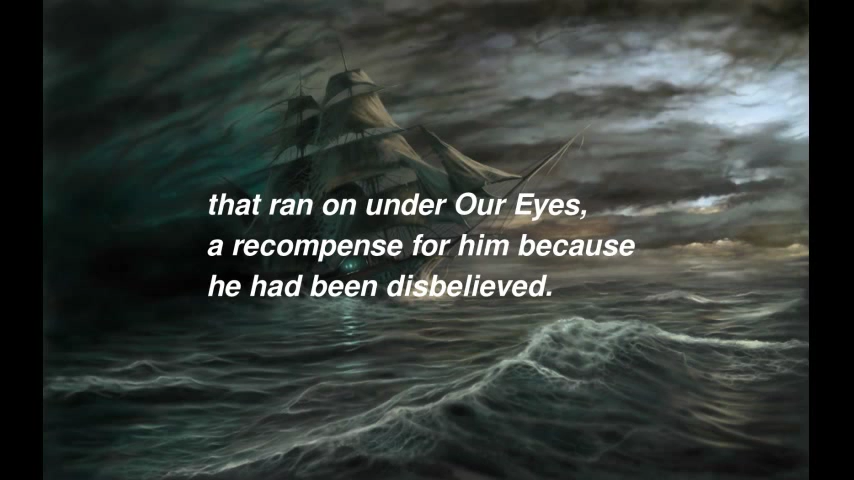 that ran on under Our Eyes,
a recompense for him because
he had been disbelieved.